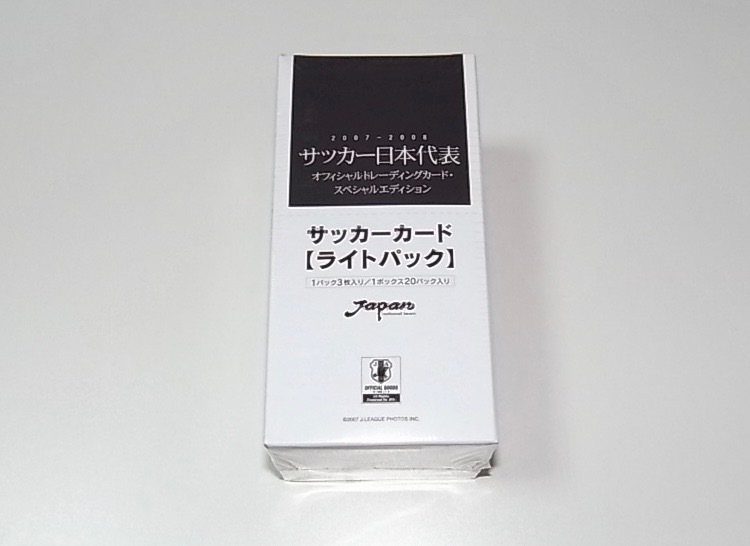 2007-2008
サッカー日本代表
オフィシャルトレーディングカード・
スペシャルエディション
サッカーカード
【ライトパック】
1パック3枚入り/1ボックス20パック入り
Japan
OFFICIAL GOODS
©2007 J.LEAGUE PHOTOS INC.